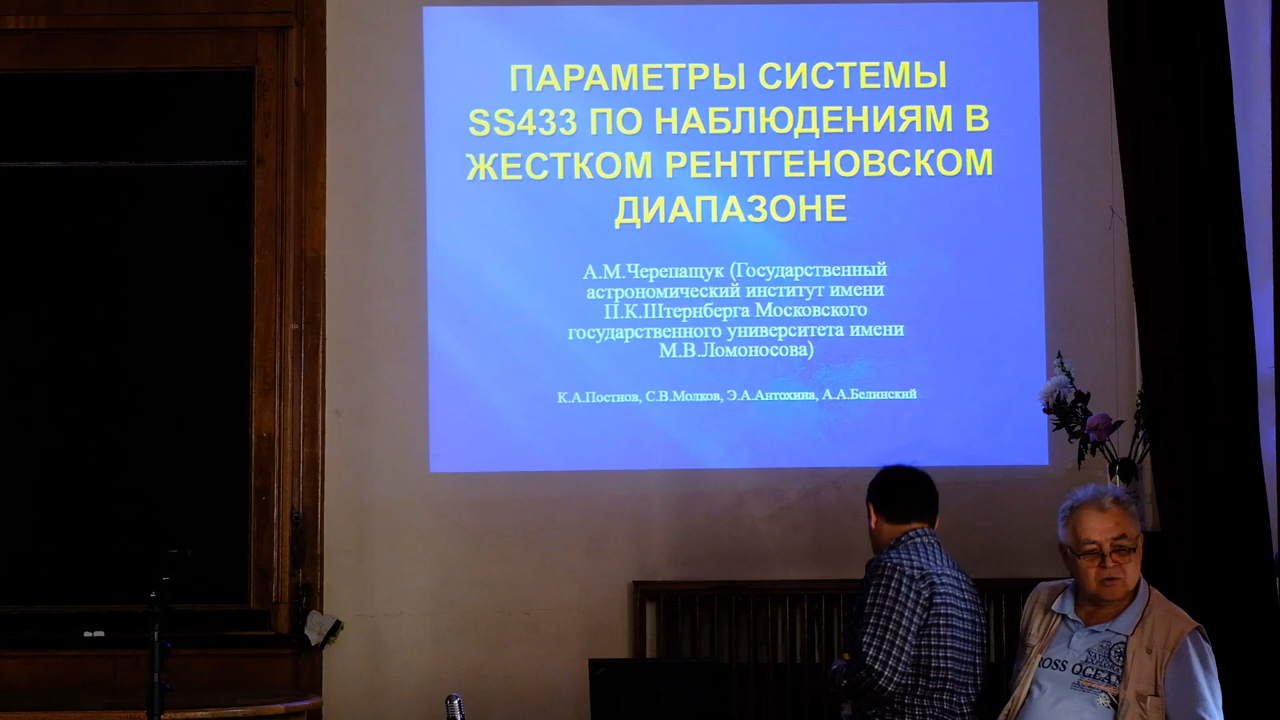 ПАРАМЕТРЫ СИСТЕМЫ
SS433 ПО НАБЛЮДЕНИЯМ В
ЖЕСТКОМ РЕНТГЕНОВСКОМ
ДИАПАЗОНЕ
А.М.Черепащук (Государственный
астрономический институт имени
П.К.Штернберга Московского
государственного университета имени
М.В.Ломоносова)
К.А.Постнов, С.В.Молков, Э.А.Антохина, А.А.Белинский
ROSS OCEA